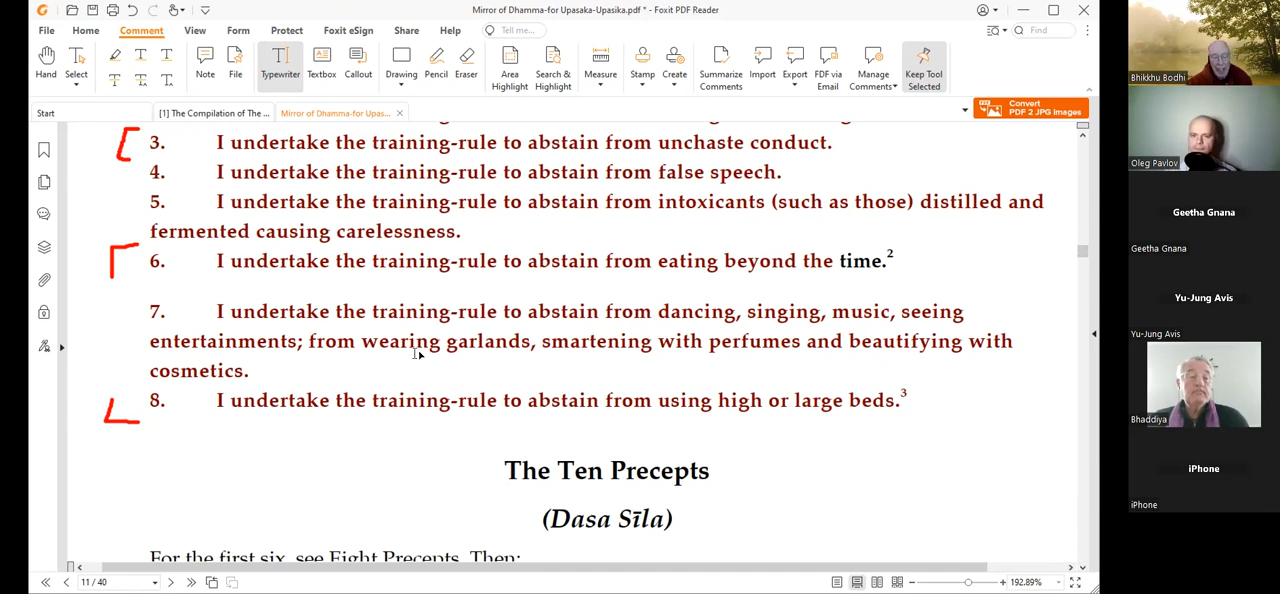 Mirror of Dhamma-for Upasaka-Upasika.pdf * - Foxit PDF Reader
File Home Comment View Form Protect Foxit eSign Share Help Tell me... Find
Hand Select Note File Typewriter Textbox Callout Drawing Pencil Eraser Area Highlight Search & Highlight Measure Stamp Create Summarize Comments Import Export FDF via Email Manage Comments Keep Tool Selected
Start [1] The Compilation of The ... Mirror of Dhamma-for Upasaka-Upas... Convert PDF 2 JPG Images
3. I undertake the training-rule to abstain from unchaste conduct.
4. I undertake the training-rule to abstain from false speech.
5. I undertake the training-rule to abstain from intoxicants (such as those) distilled and
fermented causing carelessness.
6. I undertake the training-rule to abstain from eating beyond the time.2
7. I undertake the training-rule to abstain from dancing, singing, music, seeing
entertainments; from wearing garlands, smartening with perfumes and beautifying with
cosmetics.
8. I undertake the training-rule to abstain from using high or large beds.3
The Ten Precepts
(Dasa Sīla)
For the first six, see Eight Precepts. Then:
11 / 40
192.89%
Bhikkhu Bodhi
Oleg Pavlov
Geetha Gnana
Geetha Gnana
Yu-Jung Avis
Yu-Jung Avis
Bhaddiya
iPhone
iPhone